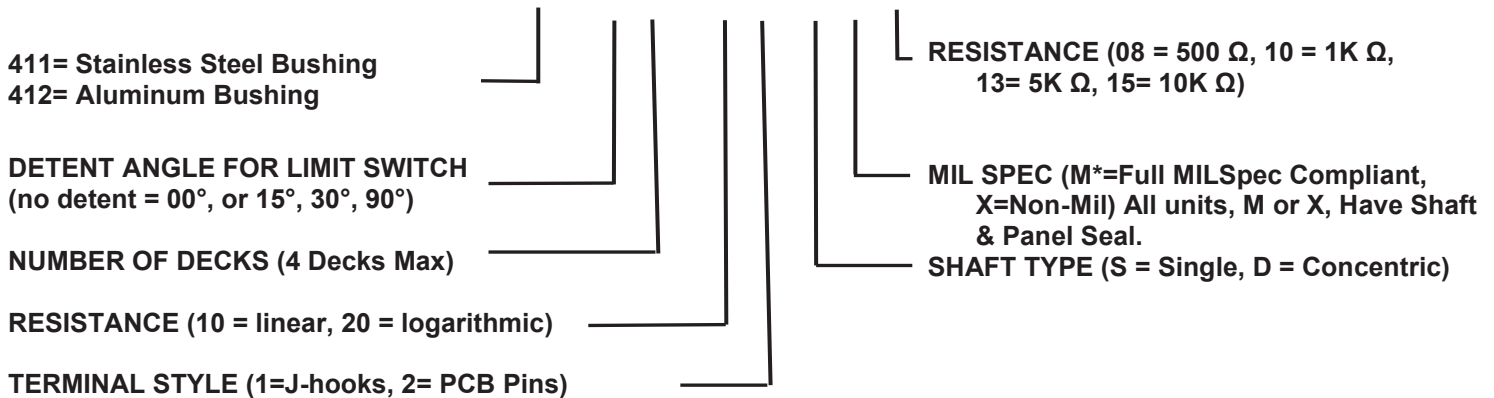 411= Stainless Steel Bushing
412= Aluminum Bushing
DETENT ANGLE FOR LIMIT SWITCH
(no detent = 00°, or 15°, 30°, 90°)
NUMBER OF DECKS (4 Decks Max)
RESISTANCE (10 = linear, 20 = logarithmic)
TERMINAL STYLE (1=J-hooks, 2= PCB Pins)
RESISTANCE (08 = 500 Ω, 10 = 1K Ω,
13= 5K Ω, 15= 10K Ω)
MIL SPEC (M*=Full MILSpec Compliant,
X=Non-Mil) All units, M or X, Have Shaft
& Panel Seal.
SHAFT TYPE (S = Single, D = Concentric)